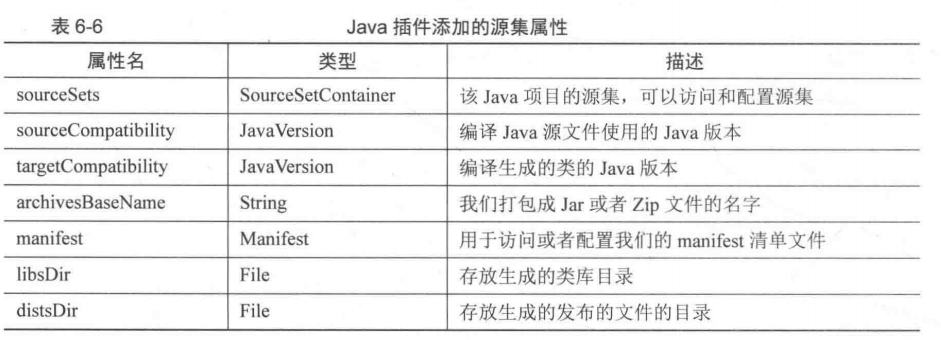 表 6-6 Java 插件添加的源集属性
属性名 类型 描述
sourceSets SourceSetContainer 该 Java 项目的源集，可以访问和配置源集
sourceCompatibility JavaVersion 编译 Java 源文件使用的 Java 版本
targetCompatibility JavaVersion 编译生成的类的 Java 版本
archivesBaseName String 我们打包成 Jar 或者 Zip 文件的名字
manifest Manifest 用于访问或者配置我们的 manifest 清单文件
libsDir File 存放生成的类库目录
distsDir File 存放生成的发布的文件的目录